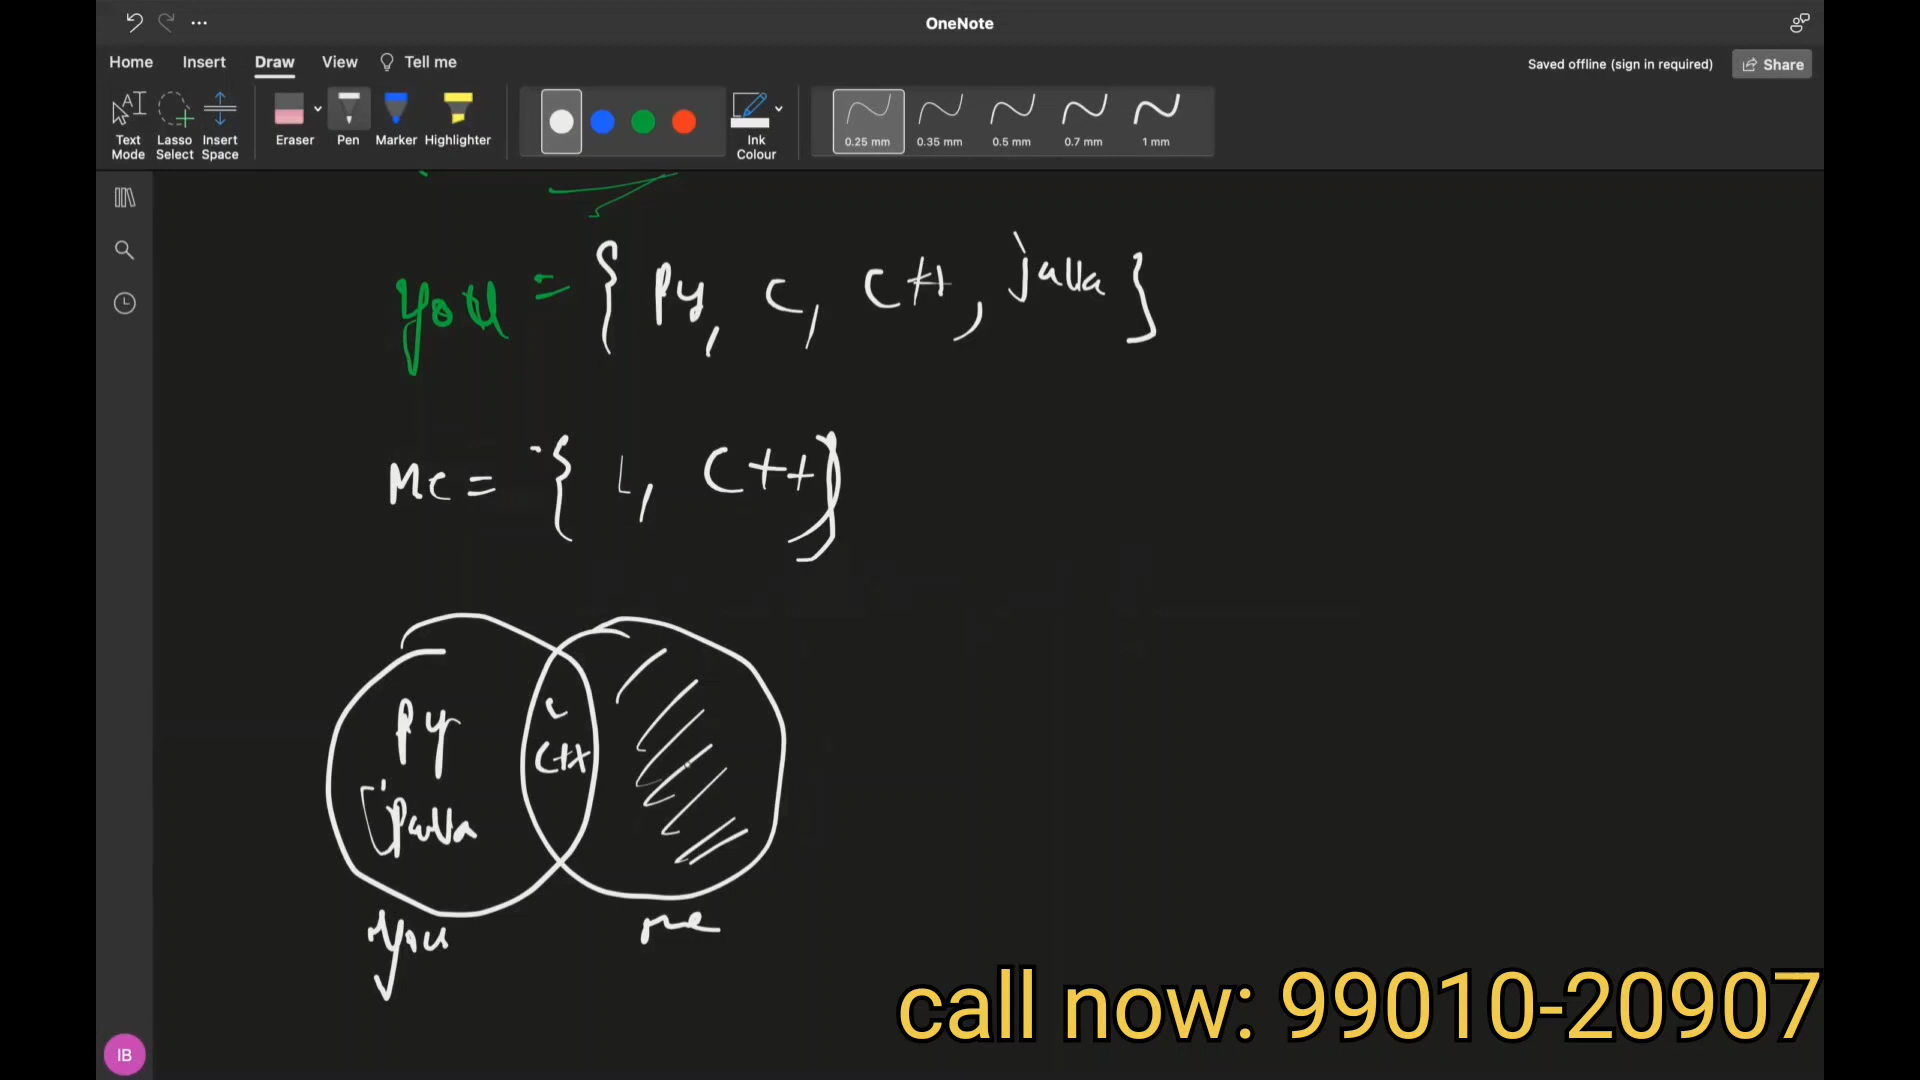 OneNote
Home Insert Draw View Tell me
Saved offline (sign in required) Share
Text Mode Lasso Select Insert Space Eraser Pen Marker Highlighter Ink Colour 0.25 mm 0.35 mm 0.5 mm 0.7 mm 1 mm
you = { Py, C, C++, java }
Me = { C, C++ }
Py
C
C++
java
you
me
call now: 99010-20907
IB